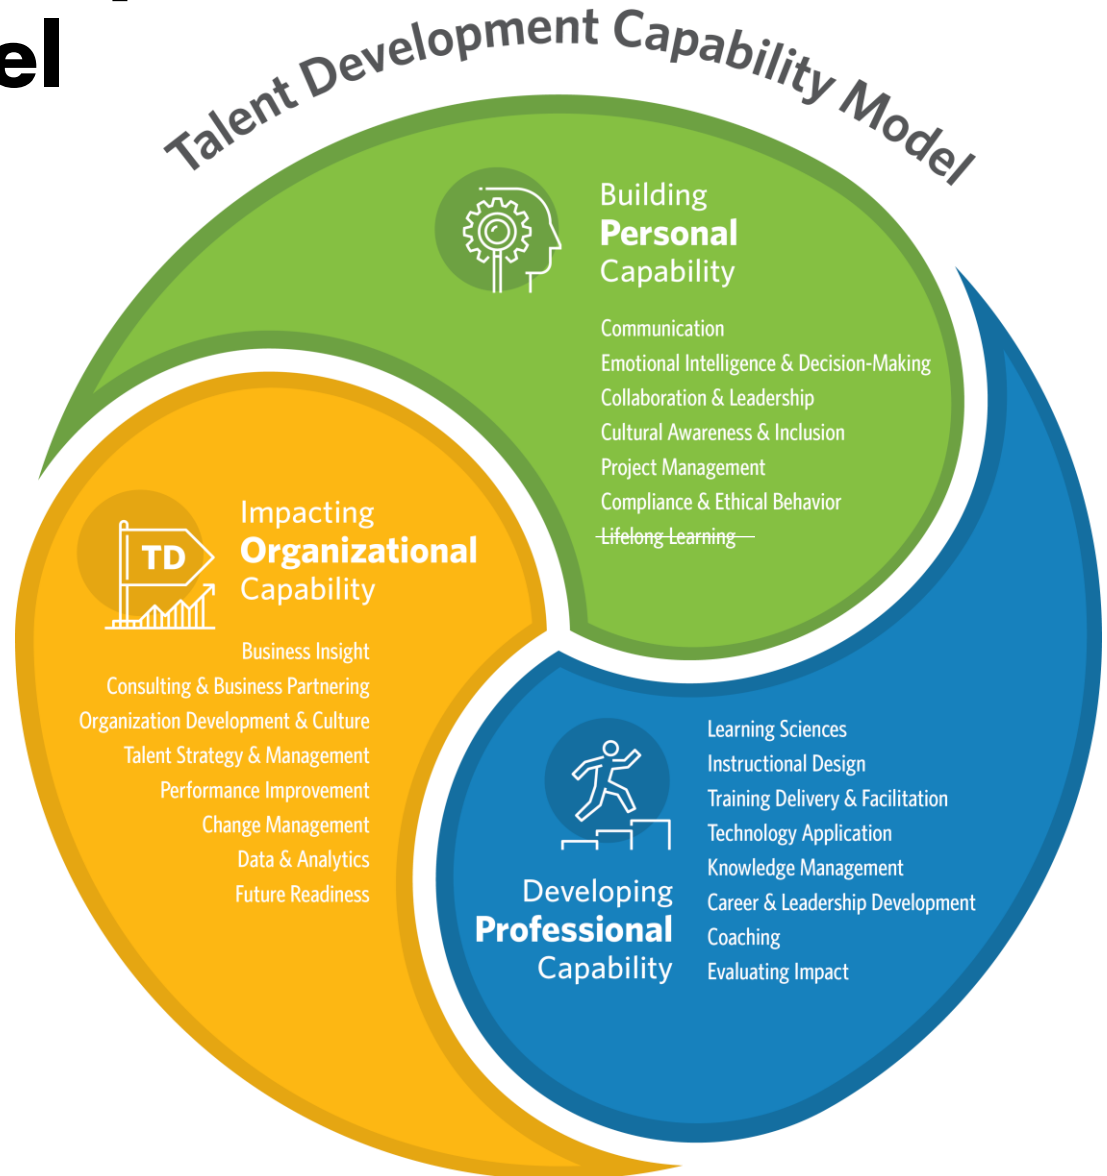 el
Talent Development Capability Model
Building
Personal
Capability
Communication
Emotional Intelligence & Decision-Making
Collaboration & Leadership
Cultural Awareness & Inclusion
Project Management
Compliance & Ethical Behavior
Lifelong Learning
TD
Impacting
Organizational
Capability
Business Insight
Consulting & Business Partnering
Organization Development & Culture
Talent Strategy & Management
Performance Improvement
Change Management
Data & Analytics
Future Readiness
Developing
Professional
Capability
Learning Sciences
Instructional Design
Training Delivery & Facilitation
Technology Application
Knowledge Management
Career & Leadership Development
Coaching
Evaluating Impact